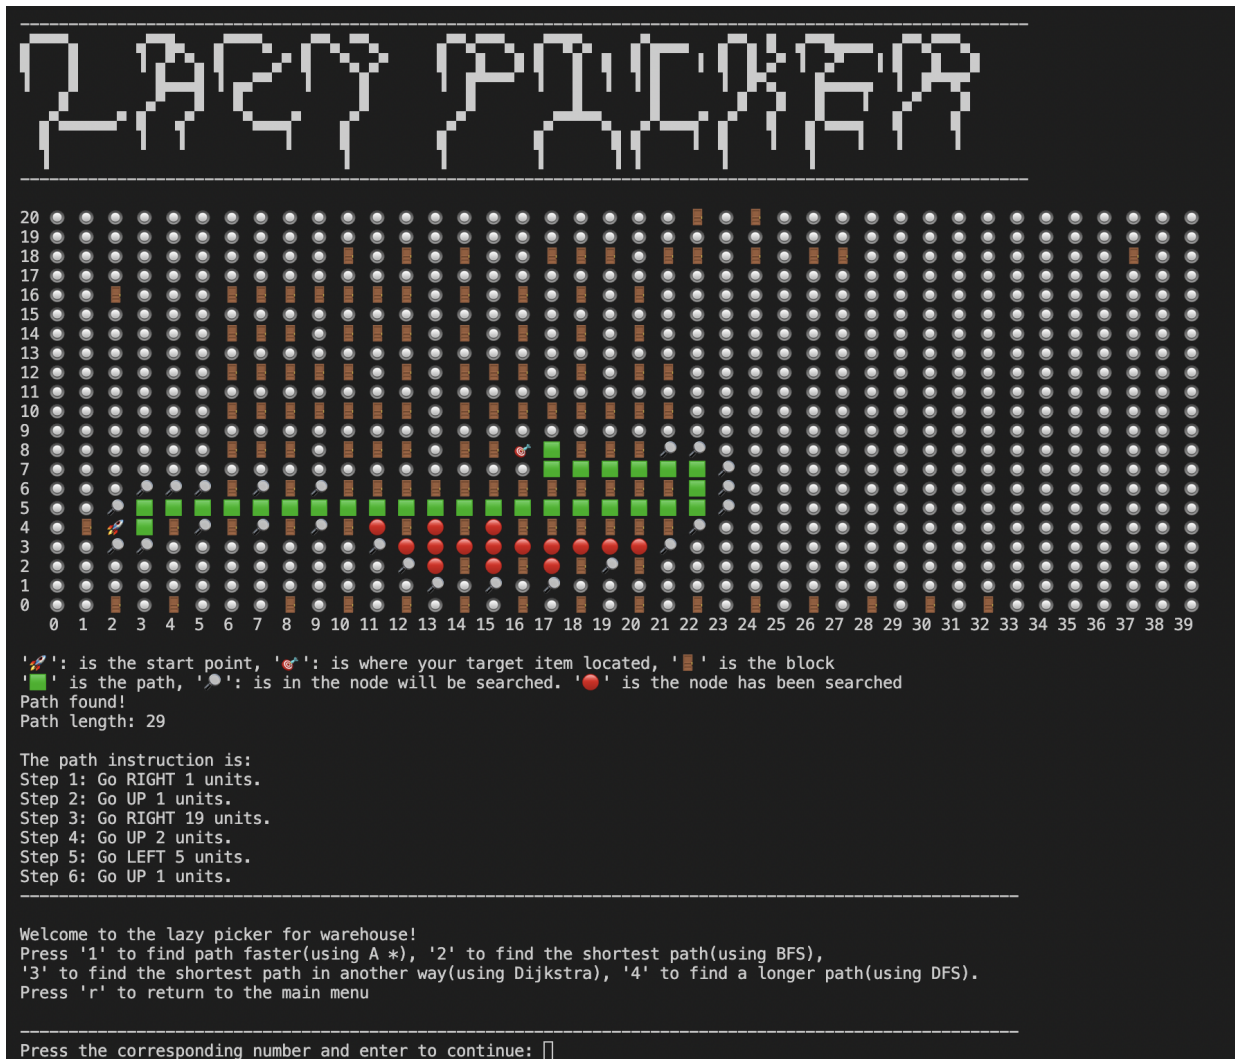 LAZY PICKER
20
19
18
17
16
15
14
13
12
11
10
9
8
7
6
5
4
3
2
1
0
0 1 2 3 4 5 6 7 8 9 10 11 12 13 14 15 16 17 18 19 20 21 22 23 24 25 26 27 28 29 30 31 32 33 34 35 36 37 38 39
'🚀': is the start point, '🎯': is where your target item located, '🚪' is the block
'🟩' is the path, '🔎': is in the node will be searched. '🔴' is the node has been searched
Path found!
Path length: 29
The path instruction is:
Step 1: Go RIGHT 1 units.
Step 2: Go UP 1 units.
Step 3: Go RIGHT 19 units.
Step 4: Go UP 2 units.
Step 5: Go LEFT 5 units.
Step 6: Go UP 1 units.
Welcome to the lazy picker for warehouse!
Press '1' to find path faster(using A *), '2' to find the shortest path(using BFS),
'3' to find the shortest path in another way(using Dijkstra), '4' to find a longer path(using DFS).
Press 'r' to return to the main menu
Press the corresponding number and enter to continue: